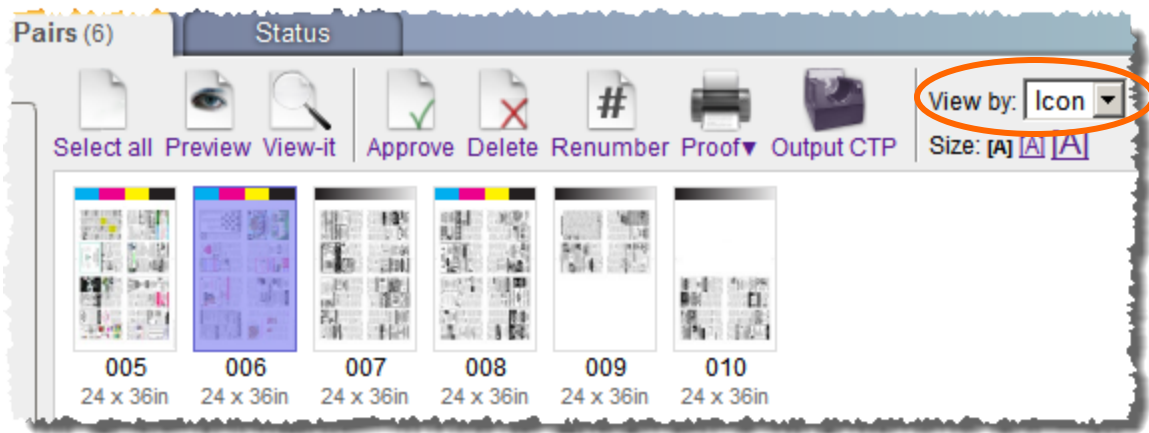 Pairs (6) Status
Select all Preview View-it Approve Delete Renumber Proof▾ Output CTP
View by: Icon
Size: [A] [A] [A]
005 006 007 008 009 010
24 x 36in 24 x 36in 24 x 36in 24 x 36in 24 x 36in 24 x 36in